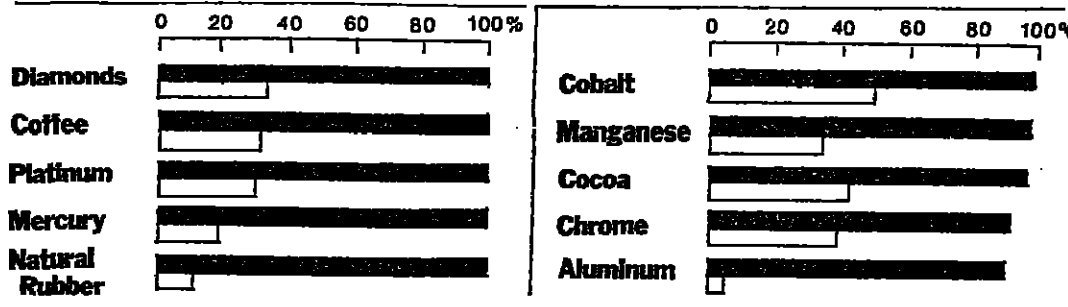 0 20 40 60 80 100%
Diamonds
Coffee
Platinum
Mercury
Natural
Rubber
0 20 40 60 80 100%
Cobalt
Manganese
Cocoa
Chrome
Aluminum